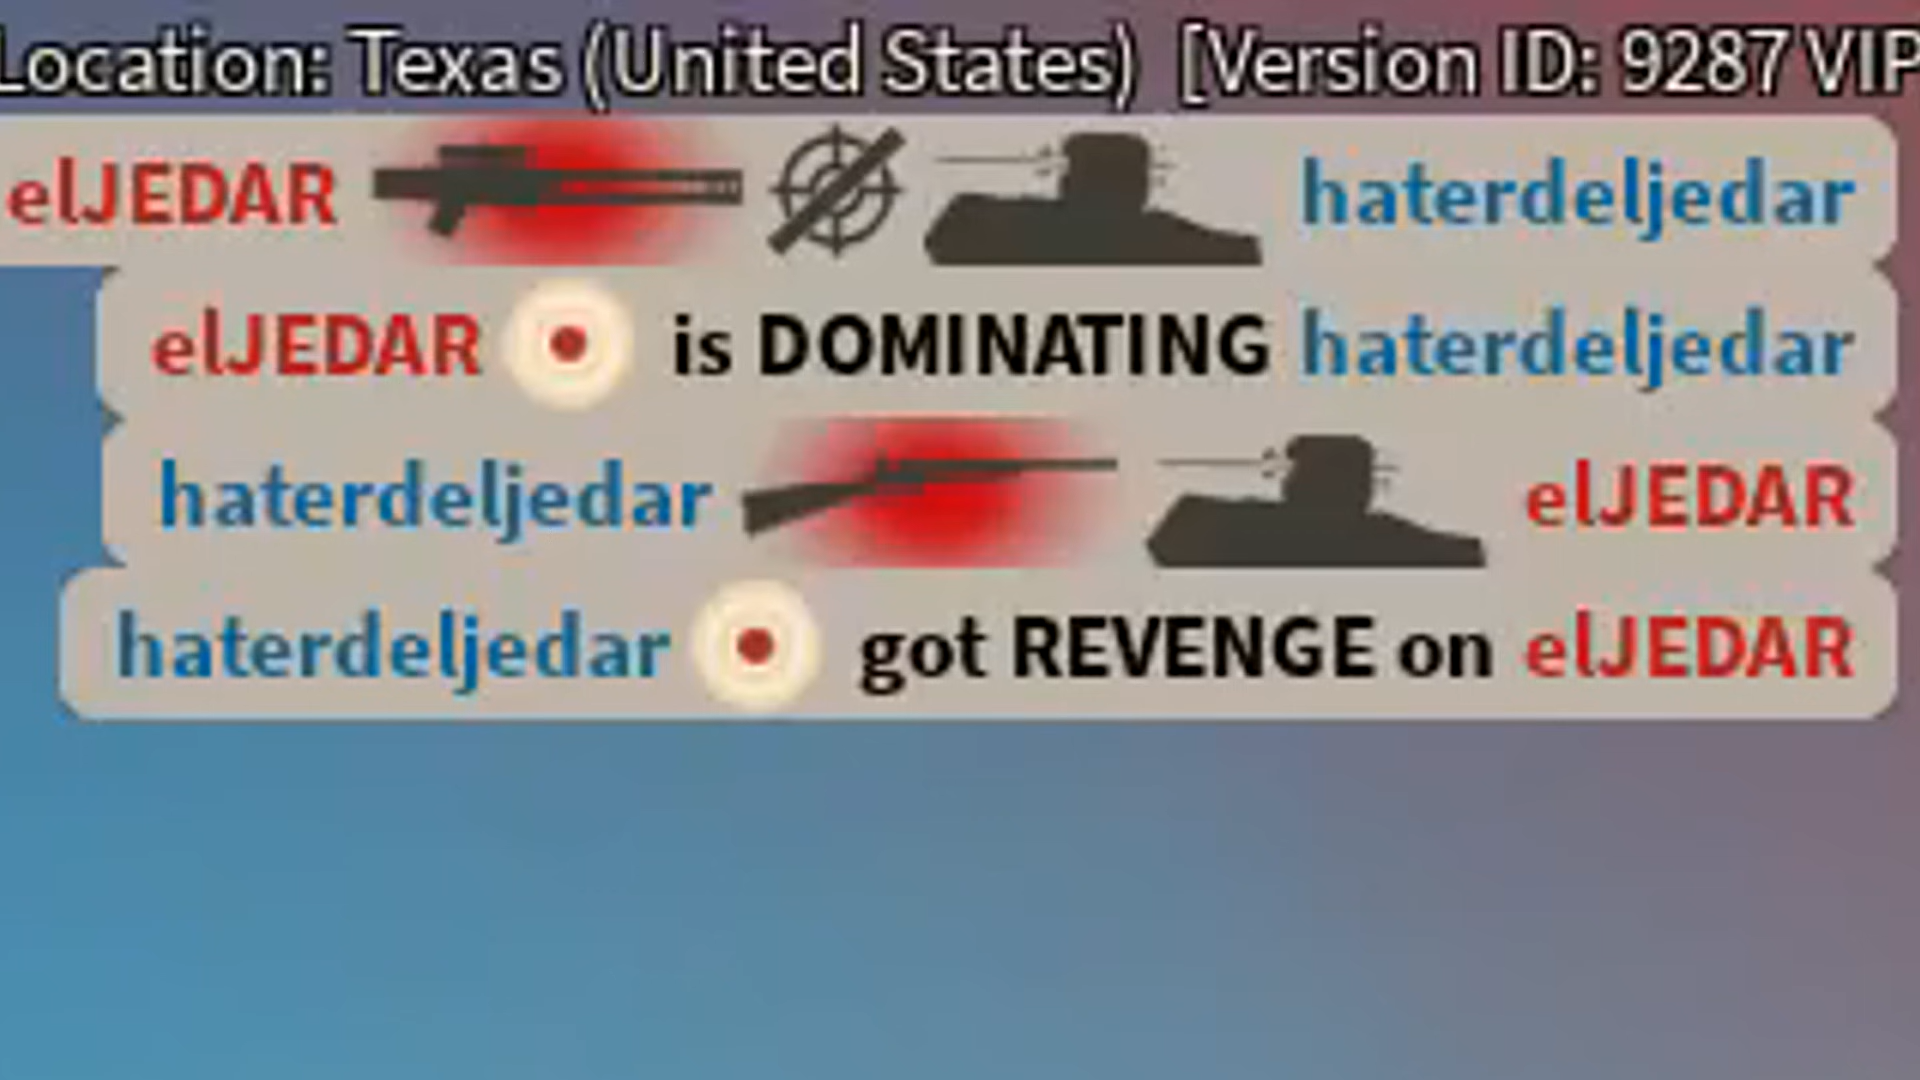 Location: Texas (United States) [Version ID: 9287 VIP
elJEDAR haterdeljedar
elJEDAR is DOMINATING haterdeljedar
haterdeljedar elJEDAR
haterdeljedar got REVENGE on elJEDAR